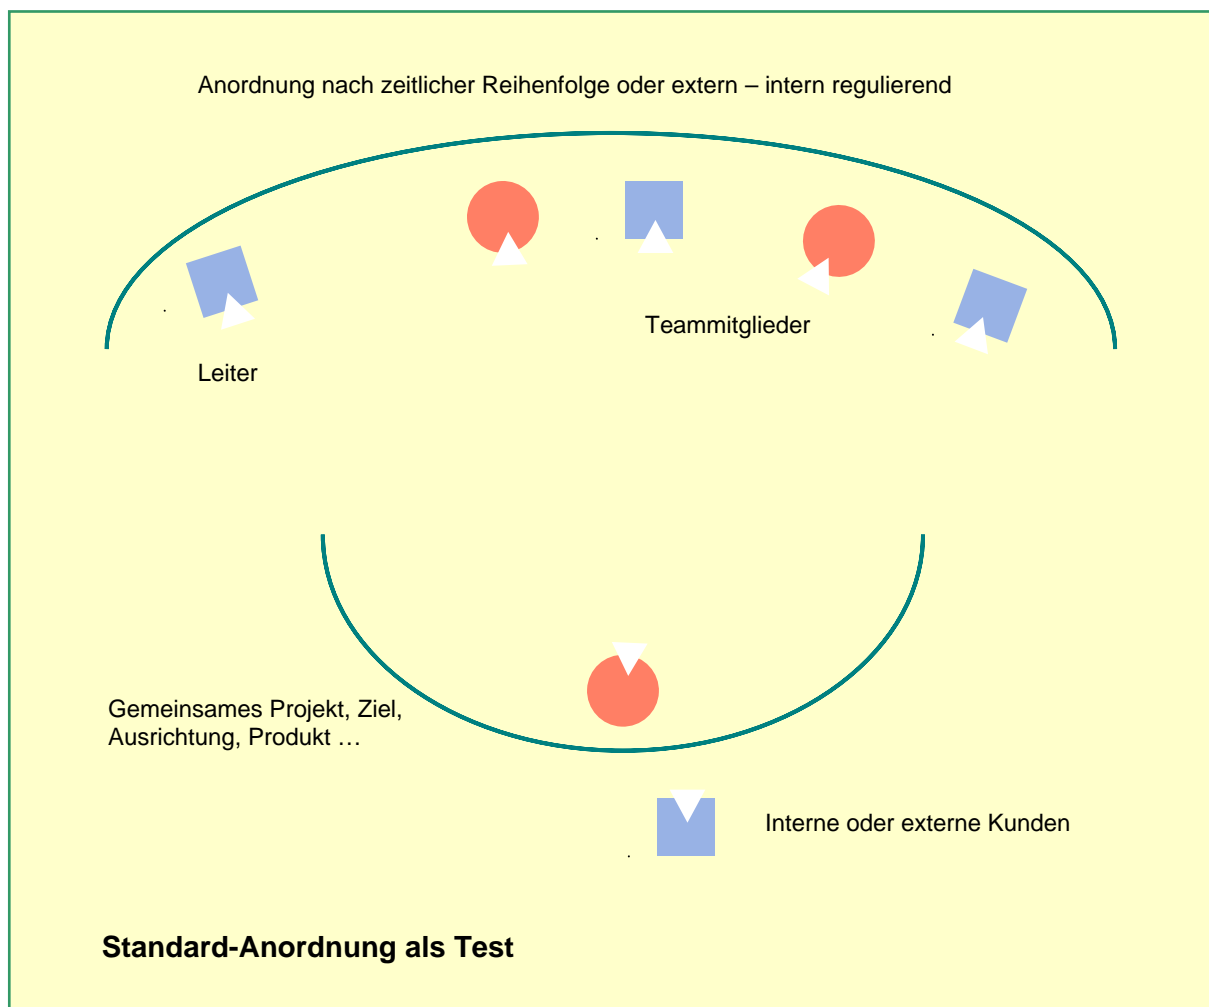 Anordnung nach zeitlicher Reihenfolge oder extern – intern regulierend
Teammitglieder
Leiter
Gemeinsames Projekt, Ziel,
Ausrichtung, Produkt …
Interne oder externe Kunden
Standard-Anordnung als Test